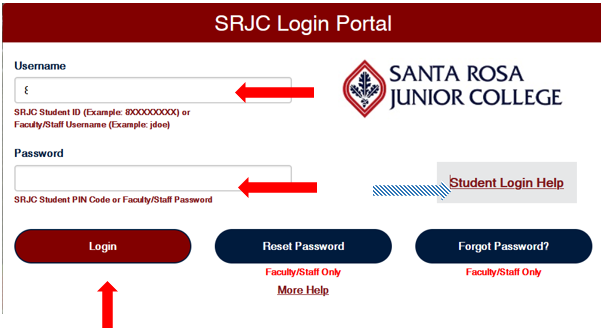 SRJC Login Portal
Username
8
SRJC Student ID (Example: 8XXXXXXXX) or
Faculty/Staff Username (Example: jdoe)
SANTA ROSA
JUNIOR COLLEGE
Password
Student Login Help
SRJC Student PIN Code or Faculty/Staff Password
Login
Reset Password
Forgot Password?
Faculty/Staff Only
Faculty/Staff Only
More Help